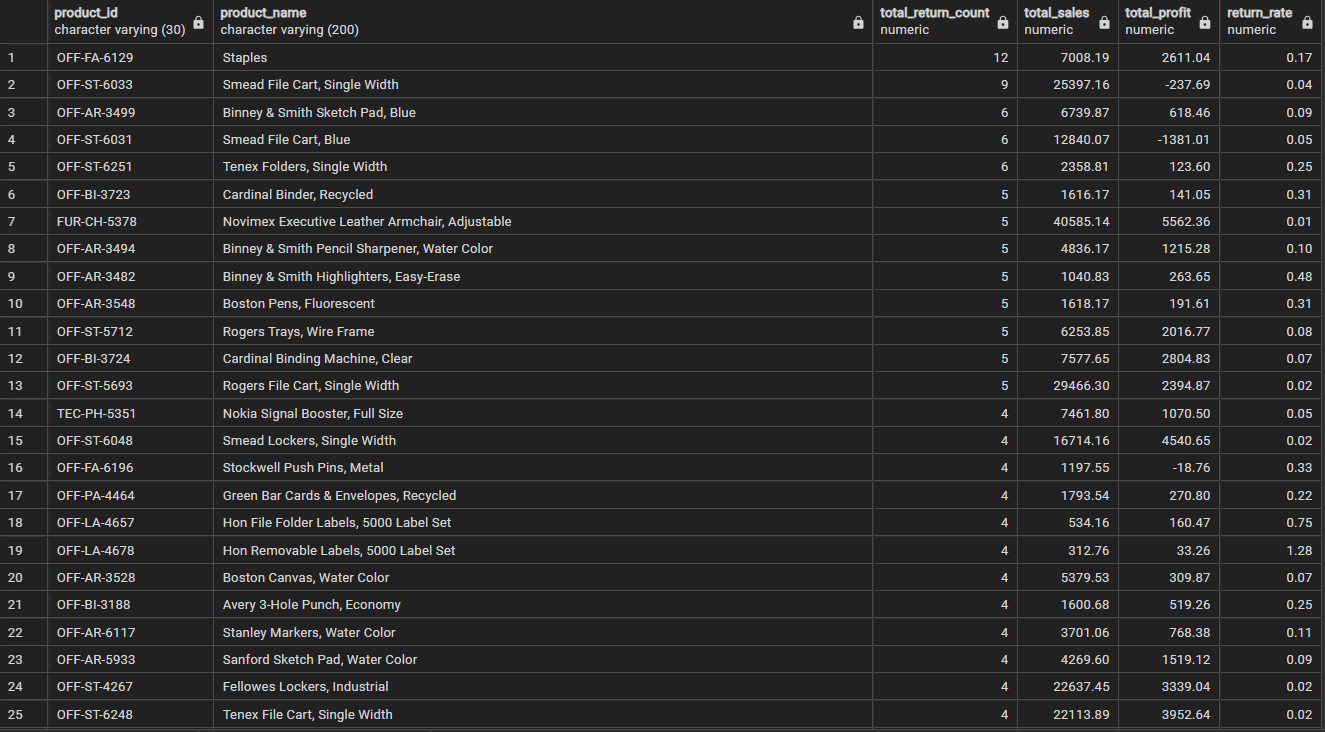 product_id product_name total_return_count total_sales total_profit return_rate
character varying (30) character varying (200) numeric numeric numeric numeric
1 OFF-FA-6129 Staples 12 7008.19 2611.04 0.17
2 OFF-ST-6033 Smead File Cart, Single Width 9 25397.16 -237.69 0.04
3 OFF-AR-3499 Binney & Smith Sketch Pad, Blue 6 6739.87 618.46 0.09
4 OFF-ST-6031 Smead File Cart, Blue 6 12840.07 -1381.01 0.05
5 OFF-ST-6251 Tenex Folders, Single Width 6 2358.81 123.60 0.25
6 OFF-BI-3723 Cardinal Binder, Recycled 5 1616.17 141.05 0.31
7 FUR-CH-5378 Novimex Executive Leather Armchair, Adjustable 5 40585.14 5562.36 0.01
8 OFF-AR-3494 Binney & Smith Pencil Sharpener, Water Color 5 4836.17 1215.28 0.10
9 OFF-AR-3482 Binney & Smith Highlighters, Easy-Erase 5 1040.83 263.65 0.48
10 OFF-AR-3548 Boston Pens, Fluorescent 5 1618.17 191.61 0.31
11 OFF-ST-5712 Rogers Trays, Wire Frame 5 6253.85 2016.77 0.08
12 OFF-BI-3724 Cardinal Binding Machine, Clear 5 7577.65 2804.83 0.07
13 OFF-ST-5693 Rogers File Cart, Single Width 5 29466.30 2394.87 0.02
14 TEC-PH-5351 Nokia Signal Booster, Full Size 4 7461.80 1070.50 0.05
15 OFF-ST-6048 Smead Lockers, Single Width 4 16714.16 4540.65 0.02
16 OFF-FA-6196 Stockwell Push Pins, Metal 4 1197.55 -18.76 0.33
17 OFF-PA-4464 Green Bar Cards & Envelopes, Recycled 4 1793.54 270.80 0.22
18 OFF-LA-4657 Hon File Folder Labels, 5000 Label Set 4 534.16 160.47 0.75
19 OFF-LA-4678 Hon Removable Labels, 5000 Label Set 4 312.76 33.26 1.28
20 OFF-AR-3528 Boston Canvas, Water Color 4 5379.53 309.87 0.07
21 OFF-BI-3188 Avery 3-Hole Punch, Economy 4 1600.68 519.26 0.25
22 OFF-AR-6117 Stanley Markers, Water Color 4 3701.06 768.38 0.11
23 OFF-AR-5933 Sanford Sketch Pad, Water Color 4 4269.60 1519.12 0.09
24 OFF-ST-4267 Fellowes Lockers, Industrial 4 22637.45 3339.04 0.02
25 OFF-ST-6248 Tenex File Cart, Single Width 4 22113.89 3952.64 0.02